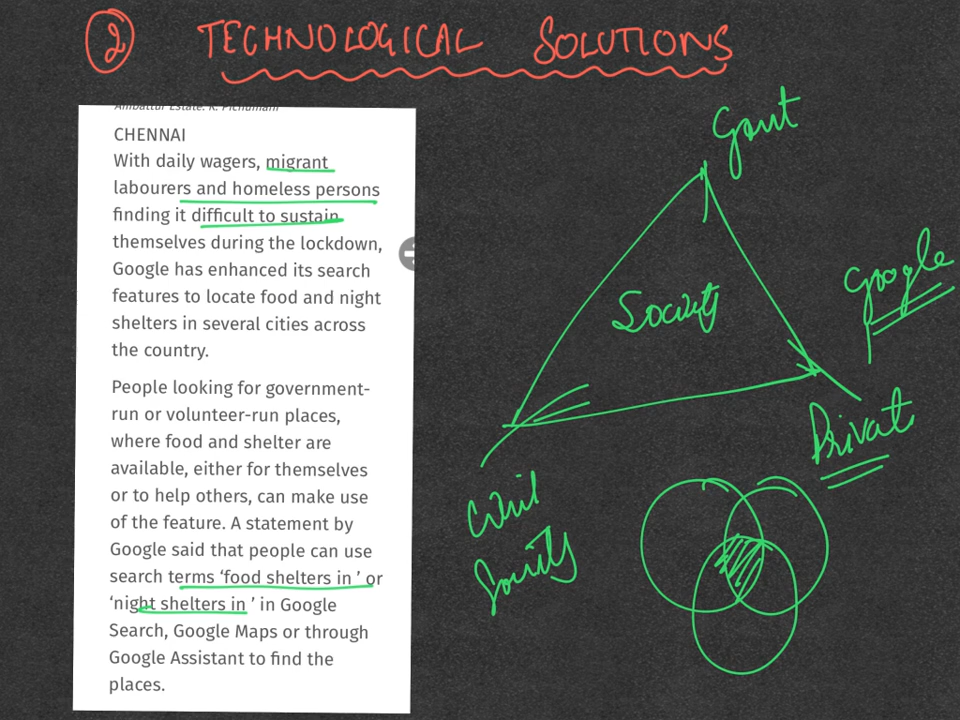 2 TECHNOLOGICAL SOLUTIONS
Ambattur Estate. K. Pichumani
CHENNAI
With daily wagers, migrant
labourers and homeless persons
finding it difficult to sustain
themselves during the lockdown,
Google has enhanced its search
features to locate food and night
shelters in several cities across
the country.
People looking for government-
run or volunteer-run places,
where food and shelter are
available, either for themselves
or to help others, can make use
of the feature. A statement by
Google said that people can use
search terms ‘food shelters in ’ or
‘night shelters in ’ in Google
Search, Google Maps or through
Google Assistant to find the
places.
Govt
Google
Society
Private
Civil
Society